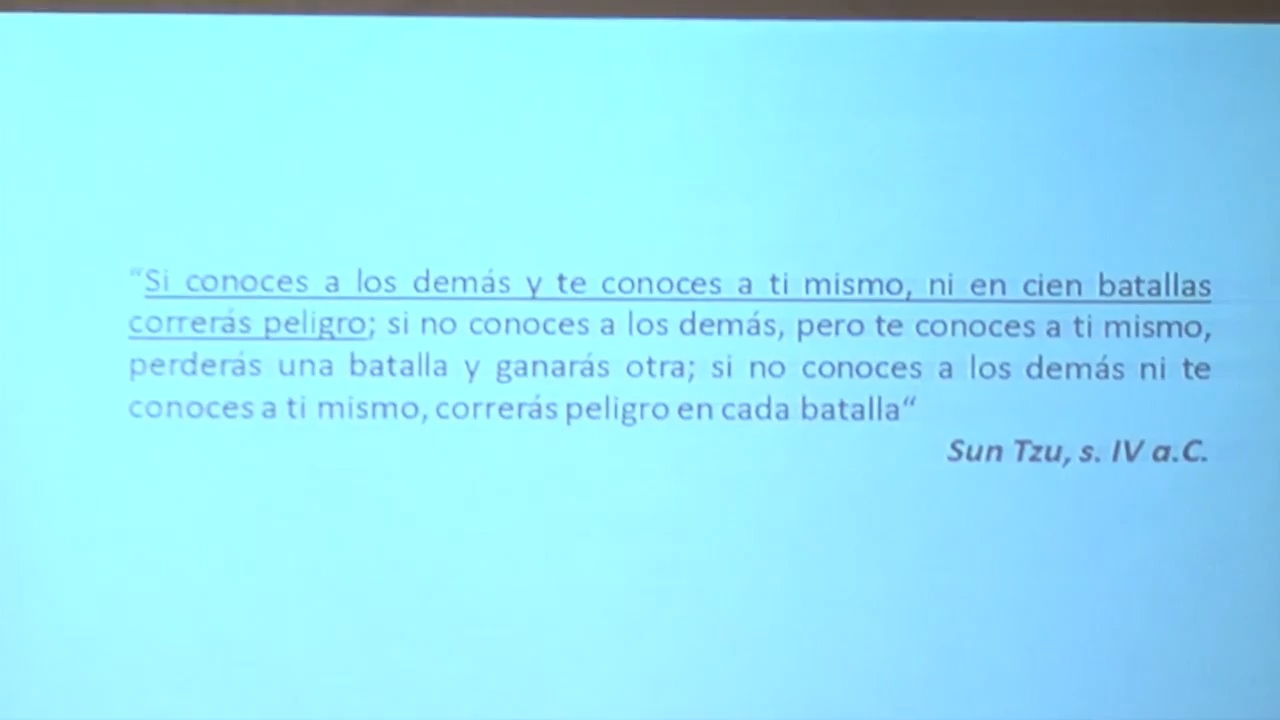 “Si conoces a los demás y te conoces a ti mismo, ni en cien batallas
correrás peligro; si no conoces a los demás, pero te conoces a ti mismo,
perderás una batalla y ganarás otra; si no conoces a los demás ni te
conoces a ti mismo, correrás peligro en cada batalla“
Sun Tzu, s. IV a.C.